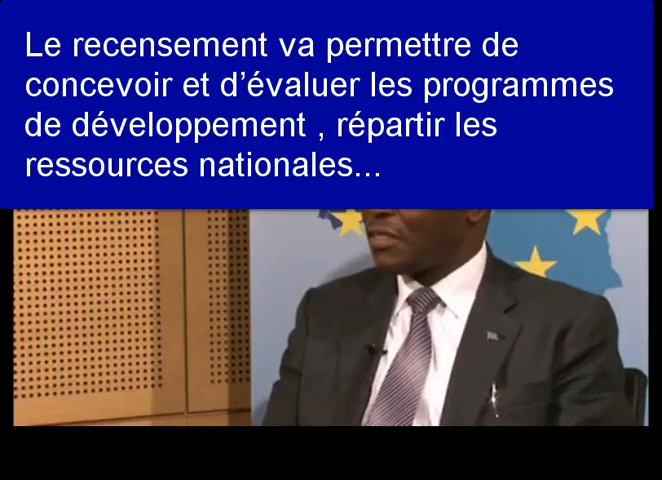 Le recensement va permettre de
concevoir et d’évaluer les programmes
de développement , répartir les
ressources nationales...